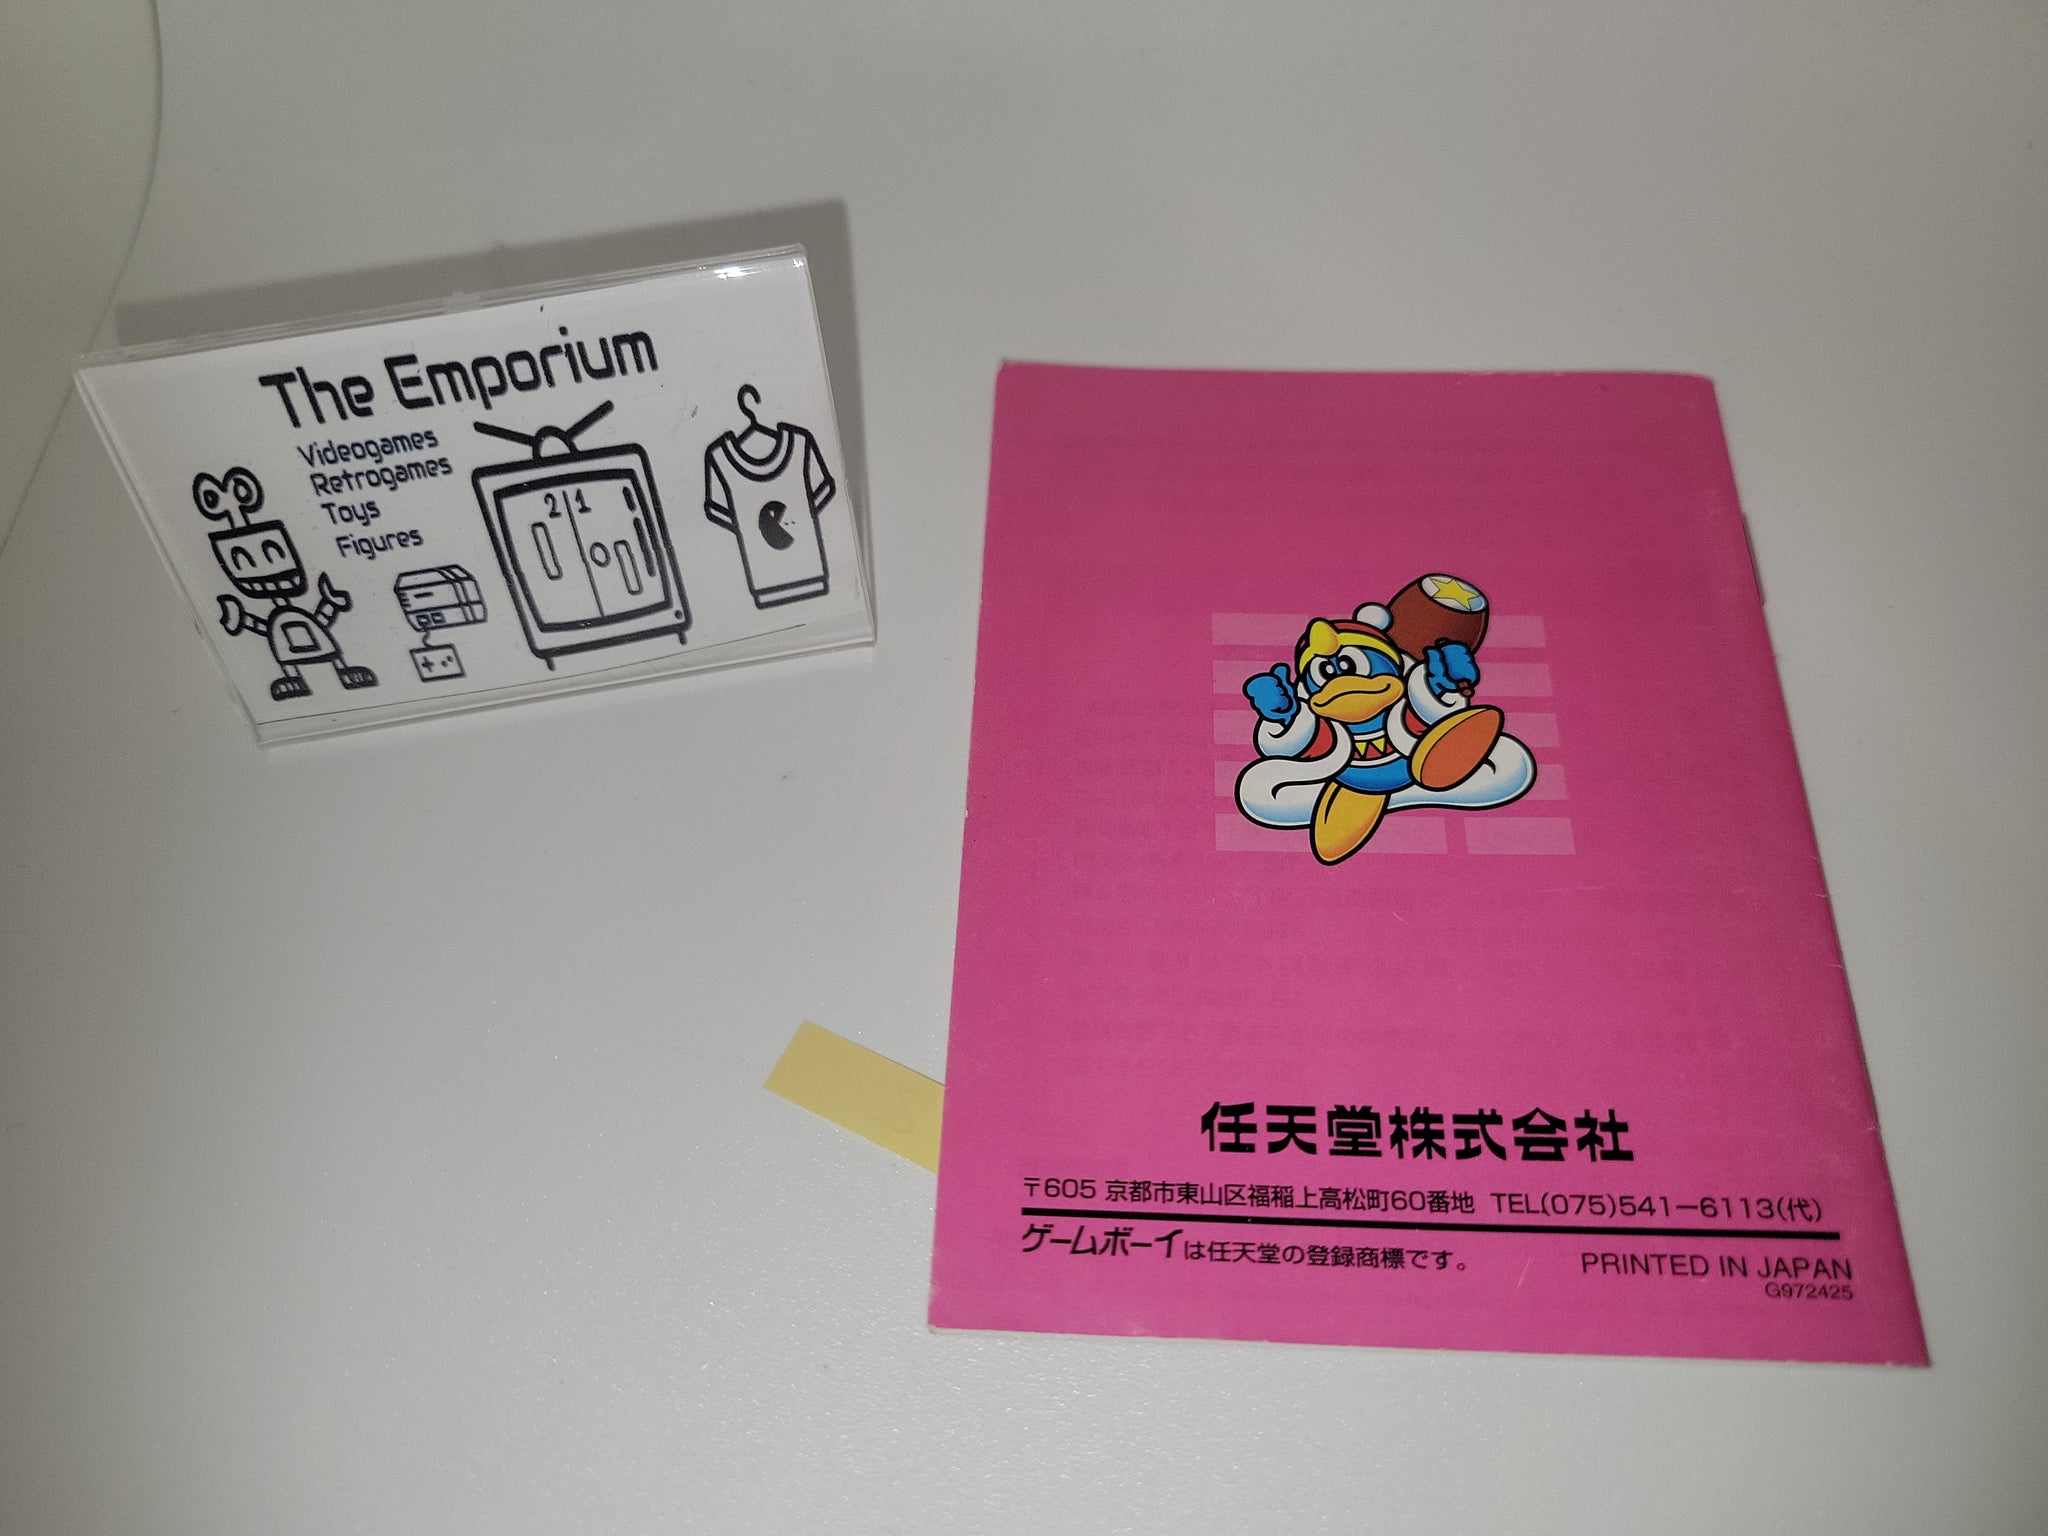 The Emporium
Videogames
Retrogames
Toys
Figures
2 1
任天堂株式会社
〒605 京都市東山区福稲上高松町60番地 TEL(075)541-6113(代)
ゲームボーイは任天堂の登録商標です。
PRINTED IN JAPAN
G972425